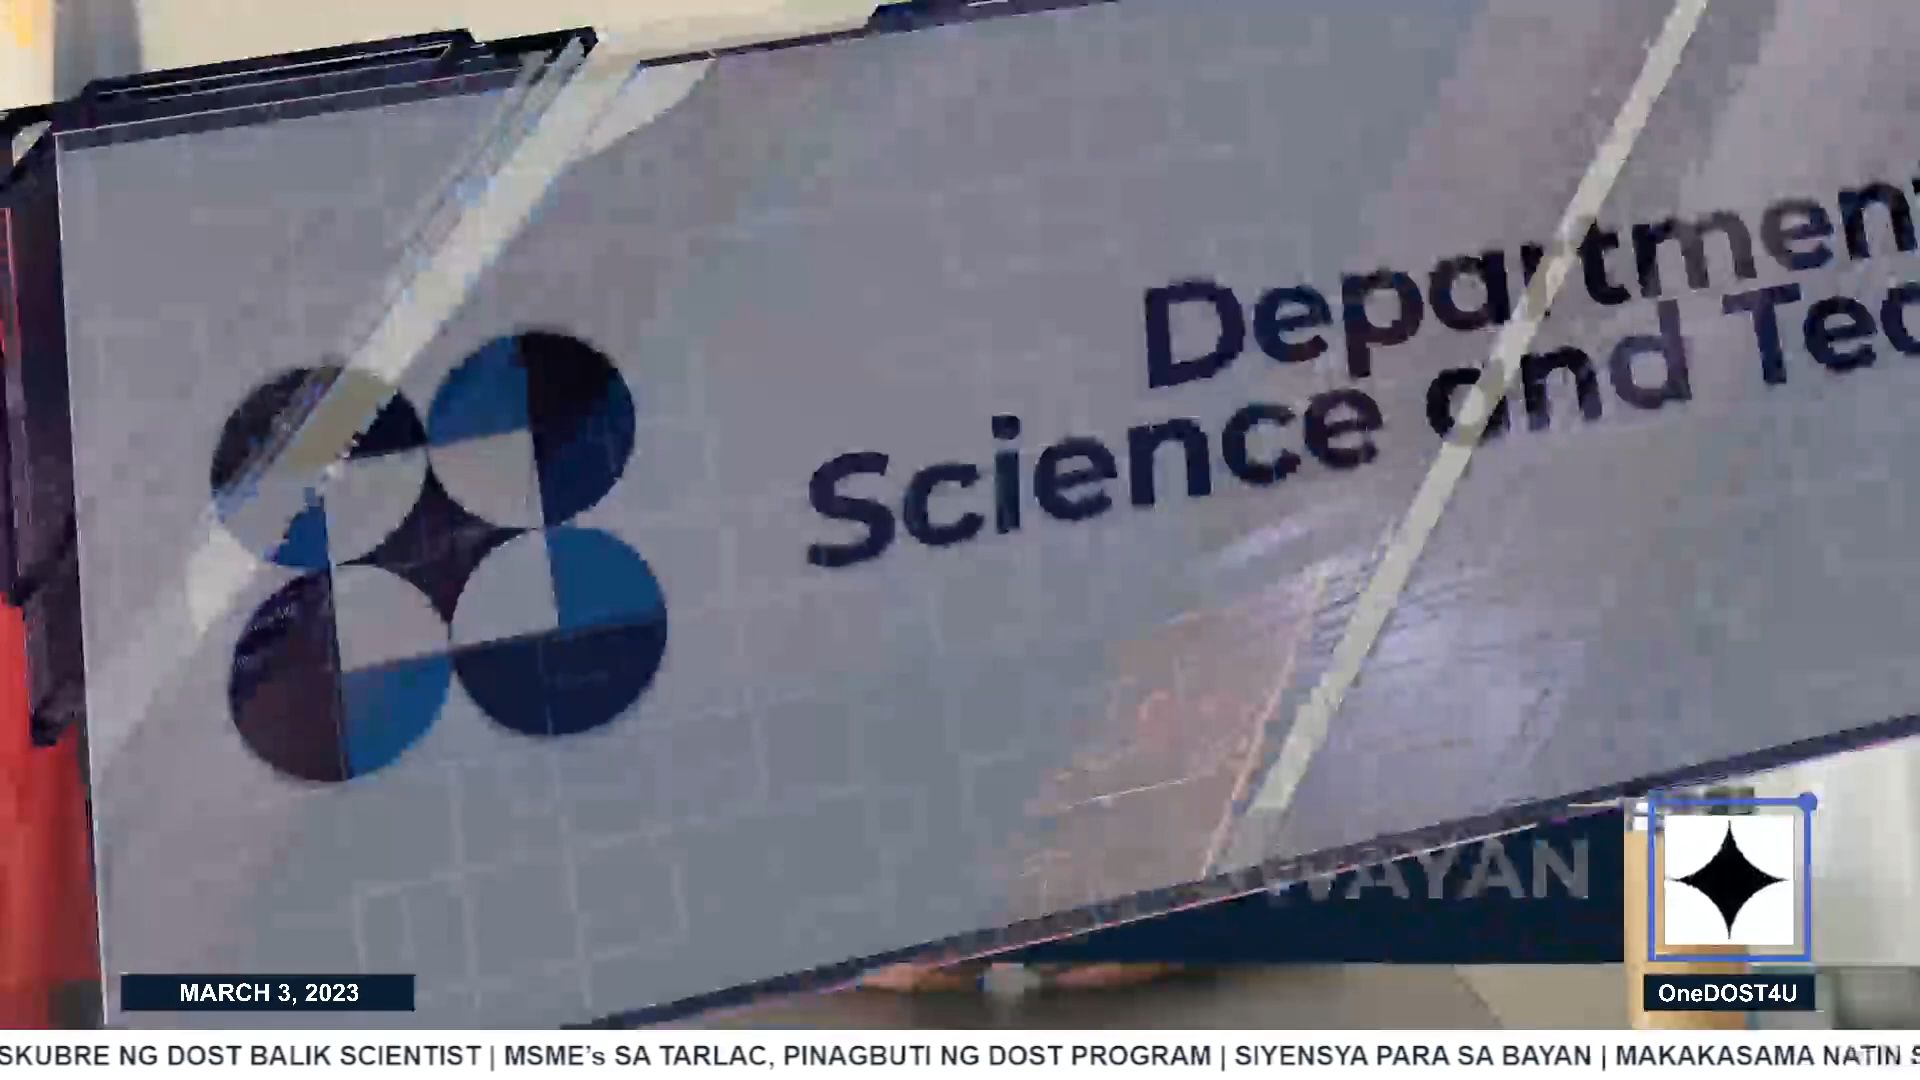 Department
Science and Tec
WAYAN
MARCH 3, 2023
OneDOST4U
SKUBRE NG DOST BALIK SCIENTIST | MSME's SA TARLAC, PINAGBUTI NG DOST PROGRAM | SIYENSYA PARA SA BAYAN | MAKAKASAMA NATIN S